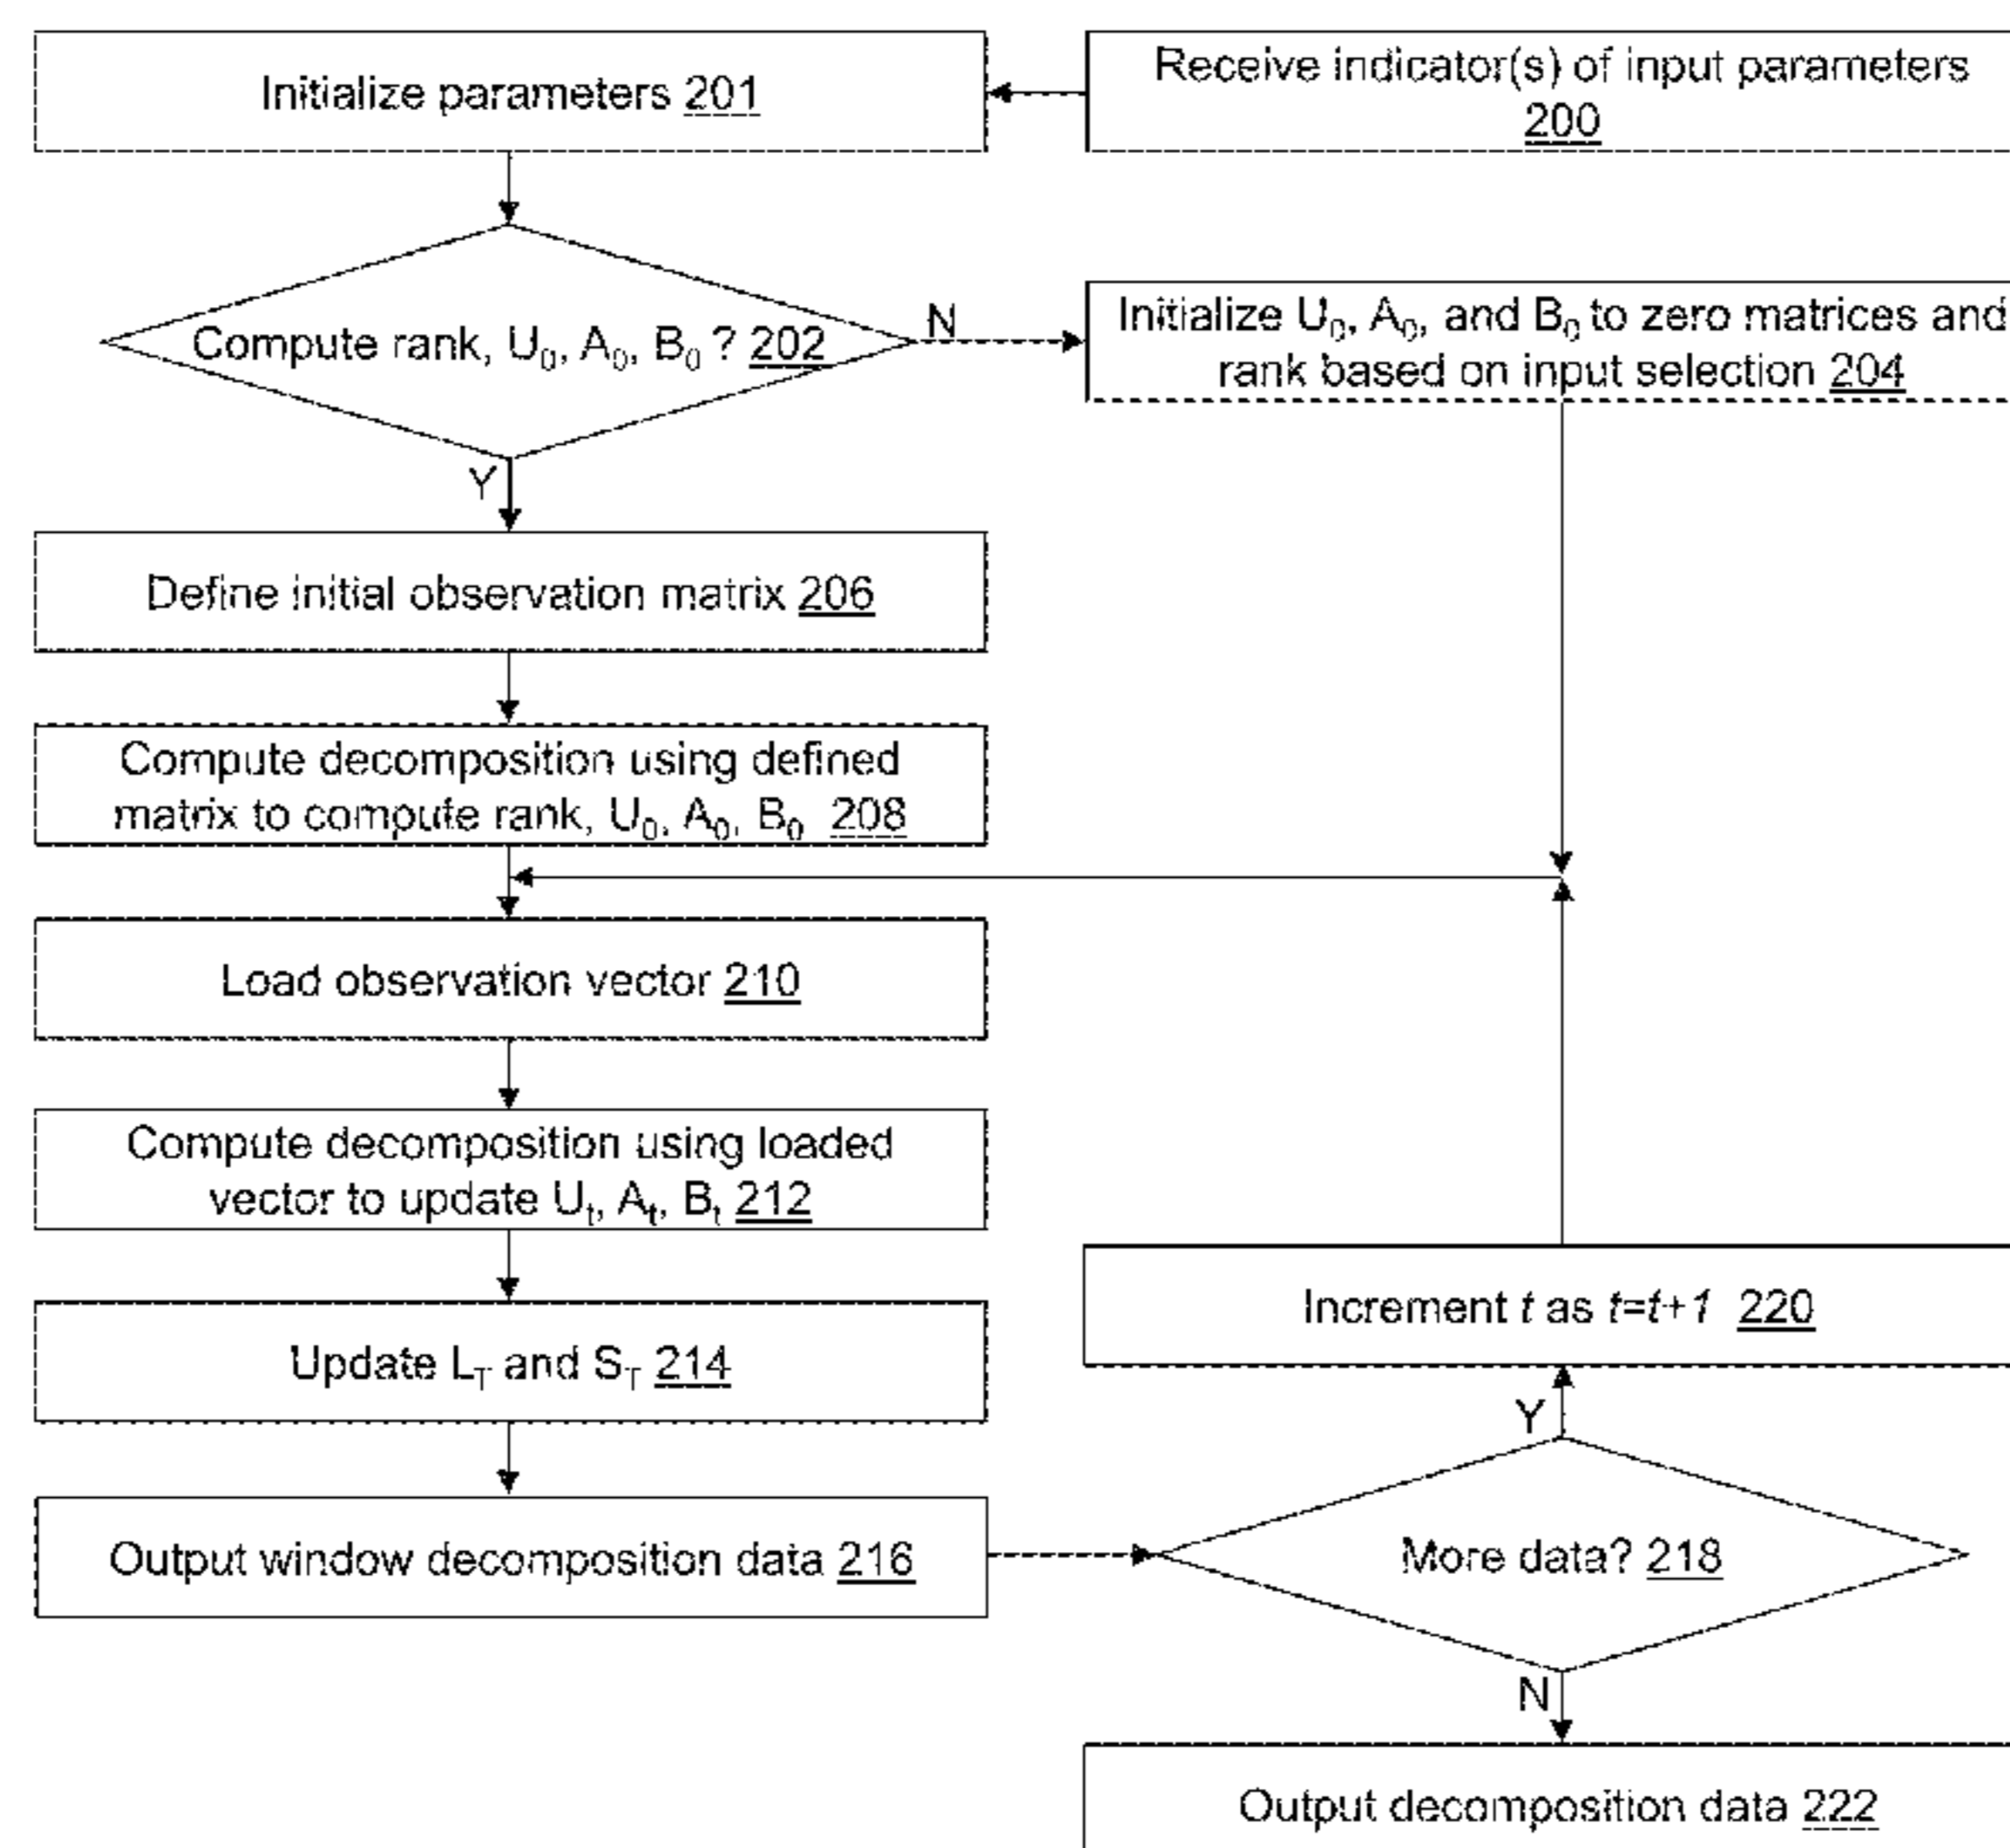 Receive indicator(s) of input parameters
200
Initialize parameters 201
Compute rank, U₀, A₀, B₀ ? 202
N
Initialize U₀, A₀, and B₀ to zero matrices and
rank based on input selection 204
Y
Define initial observation matrix 206
Compute decomposition using defined
matrix to compute rank, U₀, A₀, B₀ 208
Load observation vector 210
Compute decomposition using loaded
vector to update Uₜ, Aₜ, Bₜ 212
Update L_T and S_T 214
Output window decomposition data 216
More data? 218
Y
Increment t as t=t+1 220
N
Output decomposition data 222